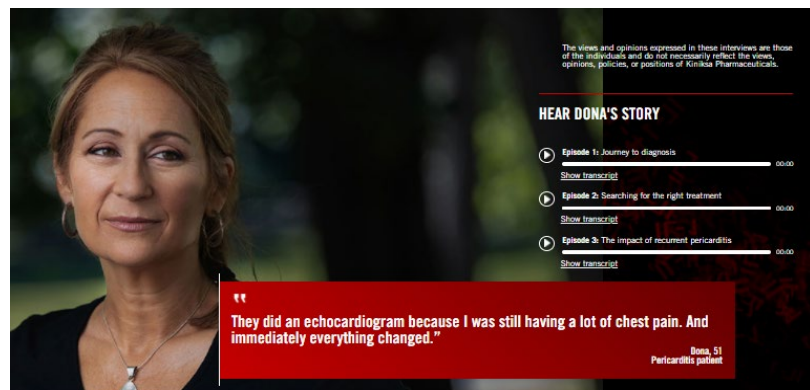 The views and opinions expressed in these interviews are those
of the individuals and do not necessarily reflect the views,
opinions, policies, or positions of Kiniksa Pharmaceuticals.
HEAR DONA'S STORY
Episode 1: Journey to diagnosis
00:00
Show transcript
Episode 2: Searching for the right treatment
00:00
Show transcript
Episode 3: The impact of recurrent pericarditis
00:00
Show transcript
"
They did an echocardiogram because I was still having a lot of chest pain. And
immediately everything changed.”
Dona, 51
Pericarditis patient